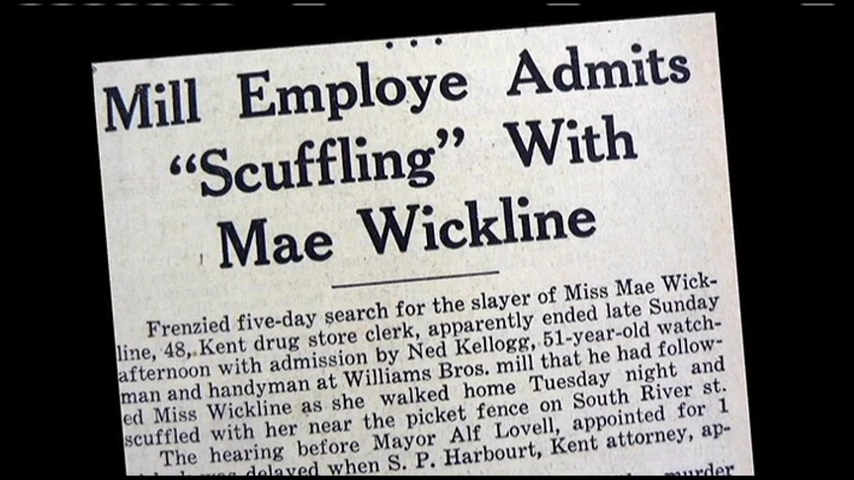 Mill Employe Admits
“Scuffling” With
Mae Wickline
Frenzied five-day search for the slayer of Miss Mae Wick-
line, 48, Kent drug store clerk, apparently ended late Sunday
afternoon with admission by Ned Kellogg, 51-year-old watch-
man and handyman at Williams Bros. mill that he had follow-
ed Miss Wickline as she walked home Tuesday night and
scuffled with her near the picket fence on South River st.
The hearing before Mayor Alf Lovell, appointed for 1
was delayed when S. P. Harbourt, Kent attorney, ap-
murder